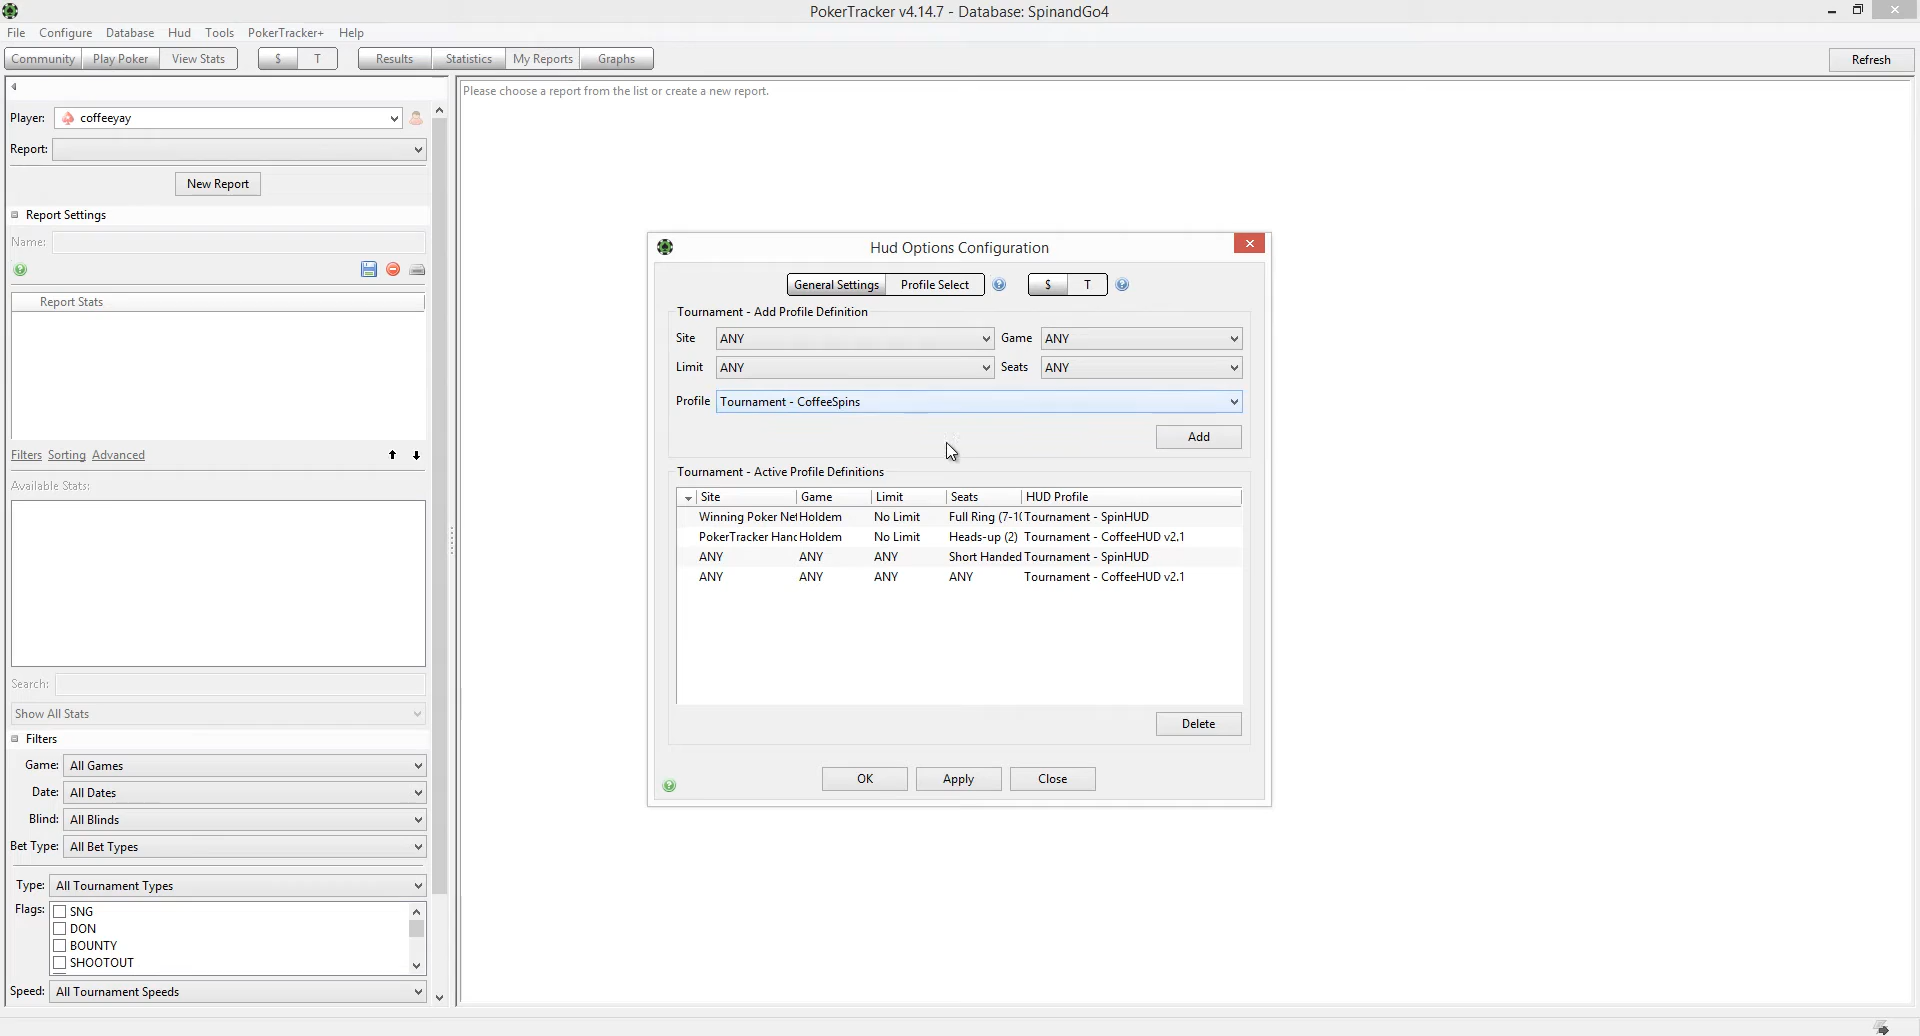 PokerTracker v4.14.7 - Database: SpinandGo4
File Configure Database Hud Tools PokerTracker+ Help
Community Play Poker View Stats $ T Results Statistics My Reports Graphs Refresh
Please choose a report from the list or create a new report.
Player: coffeeyay
Report:
New Report
Report Settings
Name:
Report Stats
Filters Sorting Advanced
Available Stats:
Search:
Show All Stats
Filters
Game: All Games
Date: All Dates
Blind: All Blinds
Bet Type: All Bet Types
Type: All Tournament Types
Flags: SNG
DON
BOUNTY
SHOOTOUT
Speed: All Tournament Speeds
Hud Options Configuration
General Settings Profile Select $ T
Tournament - Add Profile Definition
Site ANY Game ANY
Limit ANY Seats ANY
Profile Tournament - CoffeeSpins
Add
Tournament - Active Profile Definitions
Site Game Limit Seats HUD Profile
Winning Poker Net Holdem No Limit Full Ring (7-1( Tournament - SpinHUD
PokerTracker Hanc Holdem No Limit Heads-up (2) Tournament - CoffeeHUD v2.1
ANY ANY ANY Short Handed Tournament - SpinHUD
ANY ANY ANY ANY Tournament - CoffeeHUD v2.1
Delete
OK Apply Close